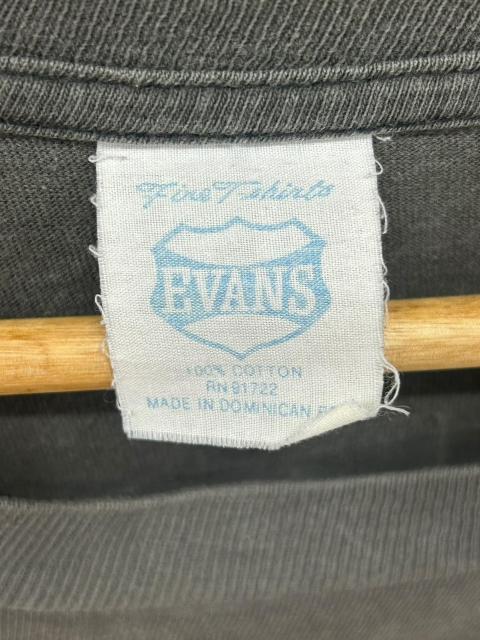 Fine T-shirts
EVANS
100% COTTON
RN 91722
MADE IN DOMINICAN